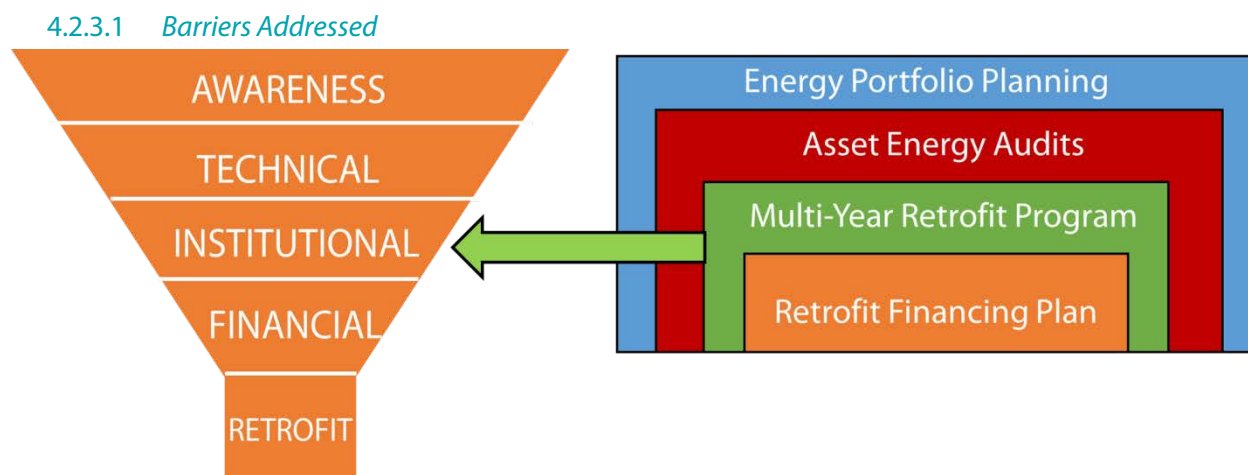 4.2.3.1 Barriers Addressed
AWARENESS
TECHNICAL
INSTITUTIONAL
FINANCIAL
RETROFIT
Energy Portfolio Planning
Asset Energy Audits
Multi-Year Retrofit Program
Retrofit Financing Plan